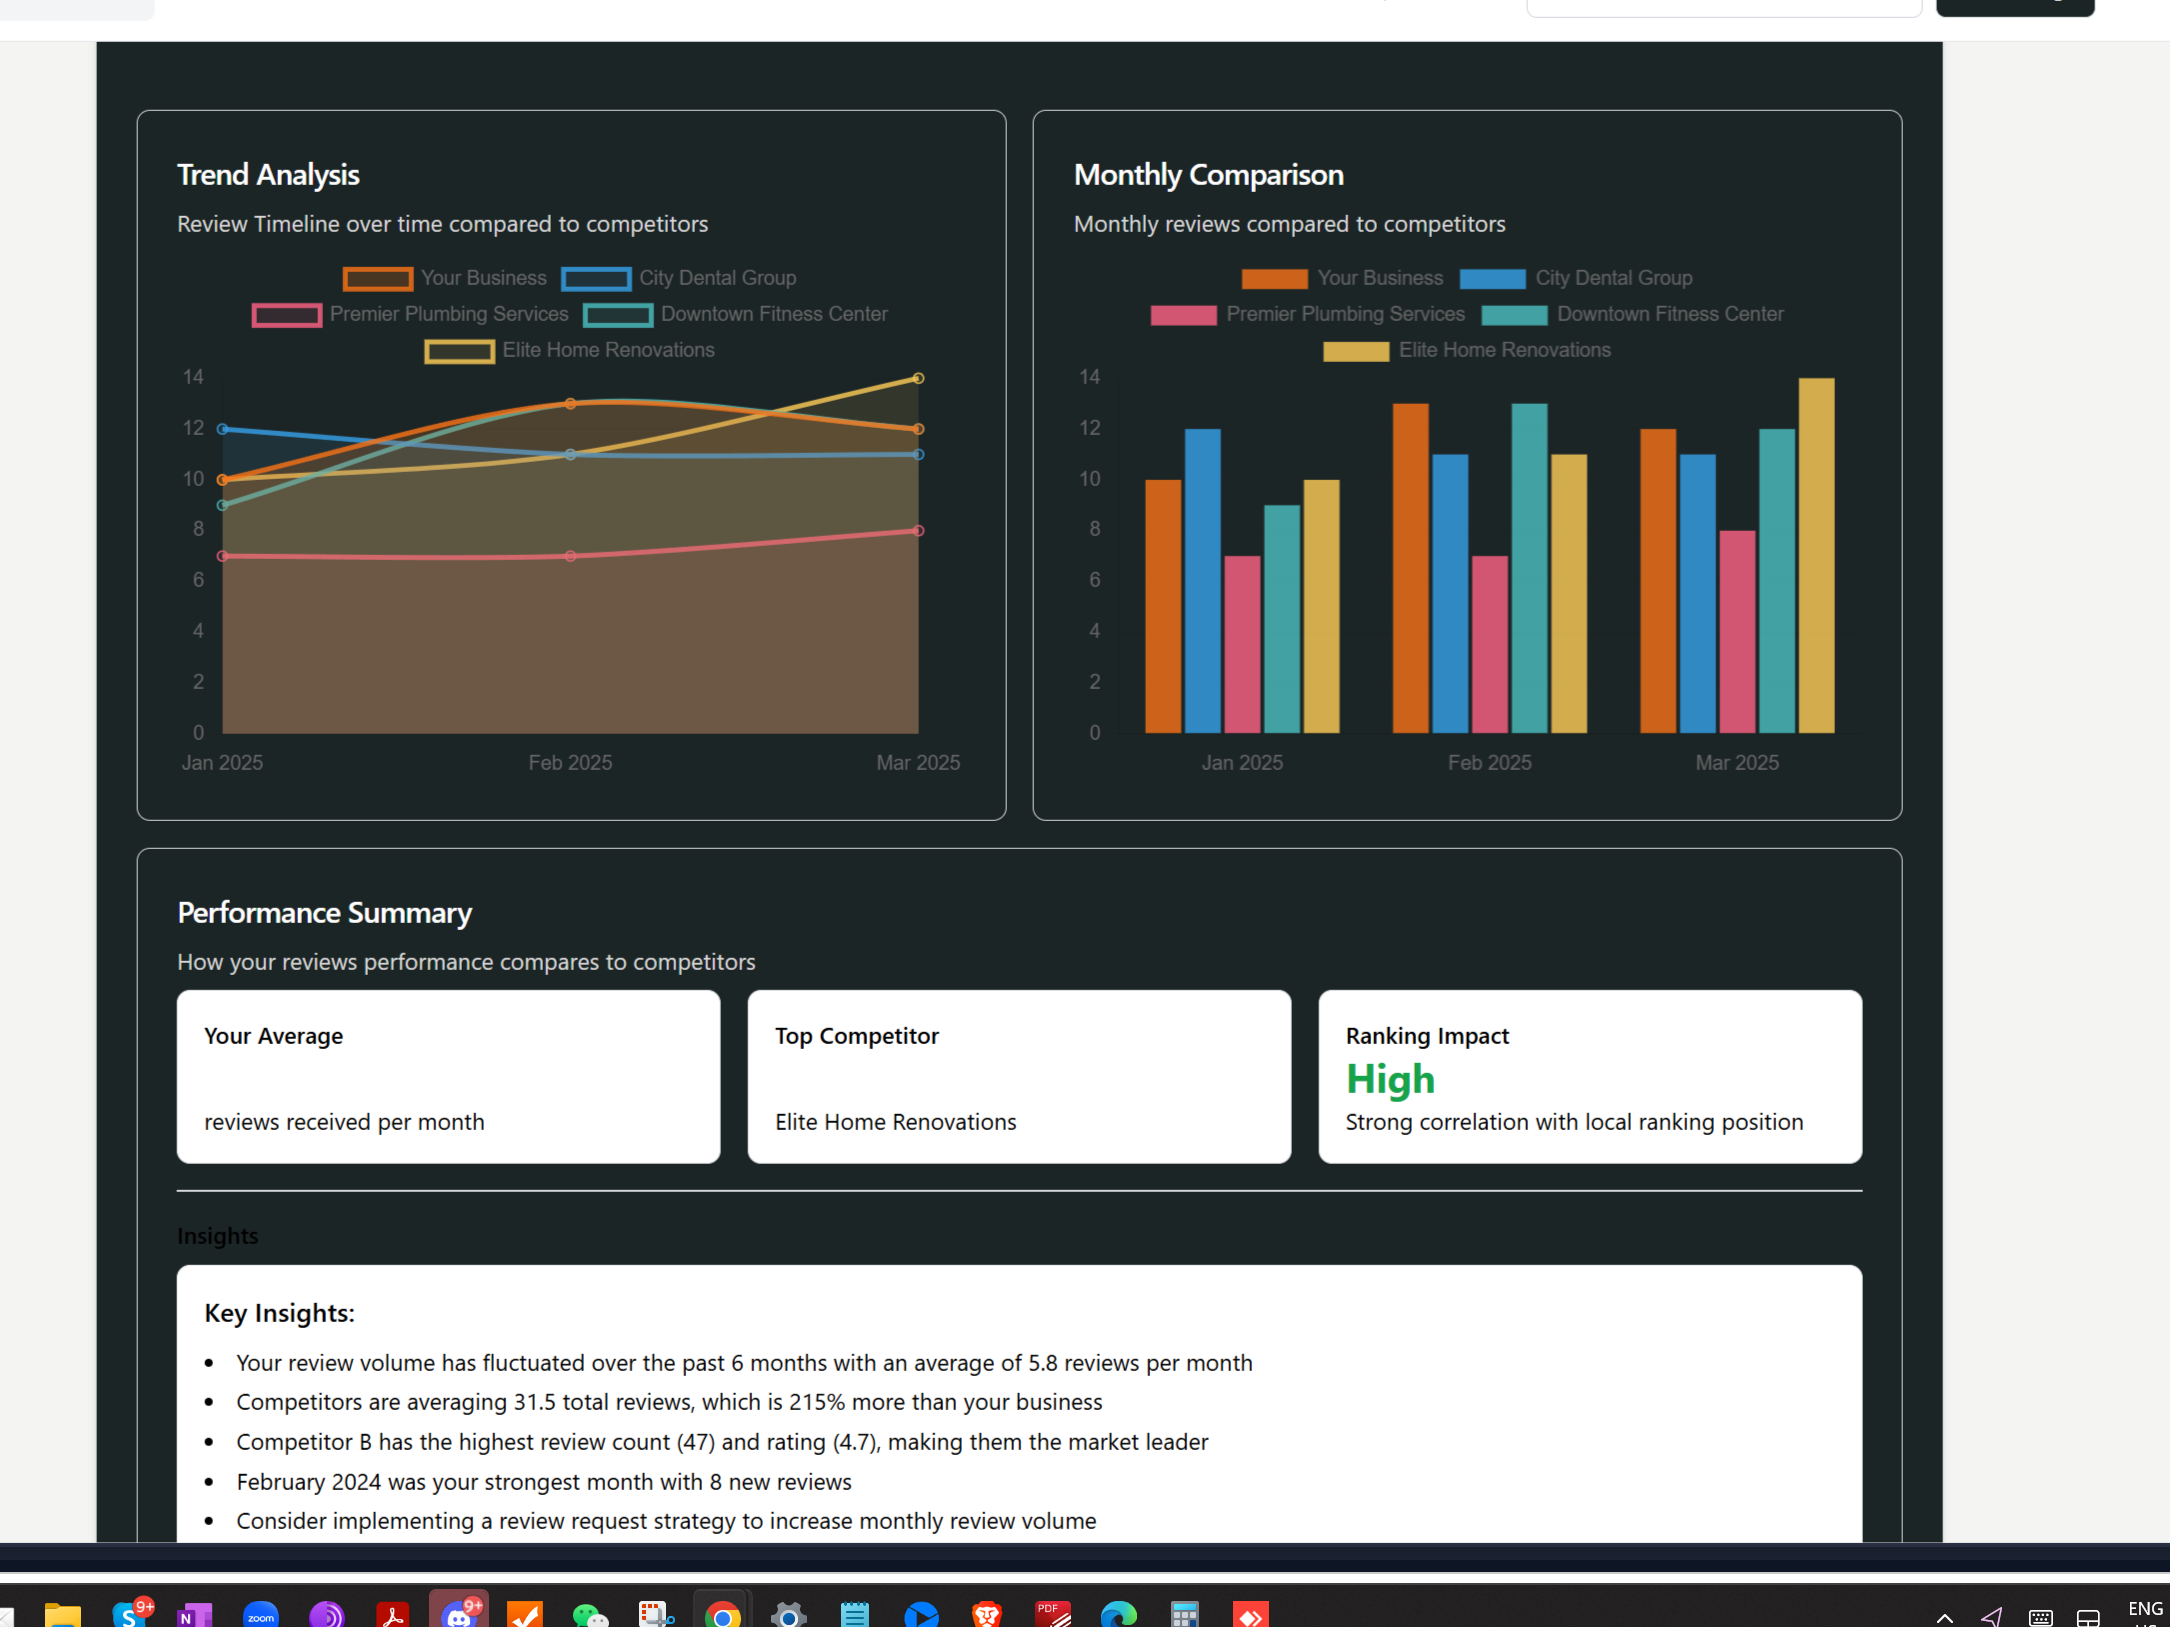 Trend Analysis
Review Timeline over time compared to competitors
Your Business City Dental Group
Premier Plumbing Services Downtown Fitness Center
Elite Home Renovations
14
12
10
8
6
4
2
0
Jan 2025 Feb 2025 Mar 2025
Monthly Comparison
Monthly reviews compared to competitors
Your Business City Dental Group
Premier Plumbing Services Downtown Fitness Center
Elite Home Renovations
14
12
10
8
6
4
2
0
Jan 2025 Feb 2025 Mar 2025
Performance Summary
How your reviews performance compares to competitors
Your Average
reviews received per month
Top Competitor
Elite Home Renovations
Ranking Impact
High
Strong correlation with local ranking position
Insights
Key Insights:
• Your review volume has fluctuated over the past 6 months with an average of 5.8 reviews per month
• Competitors are averaging 31.5 total reviews, which is 215% more than your business
• Competitor B has the highest review count (47) and rating (4.7), making them the market leader
• February 2024 was your strongest month with 8 new reviews
• Consider implementing a review request strategy to increase monthly review volume
S 9+ N zoom 9+ PDF ENG